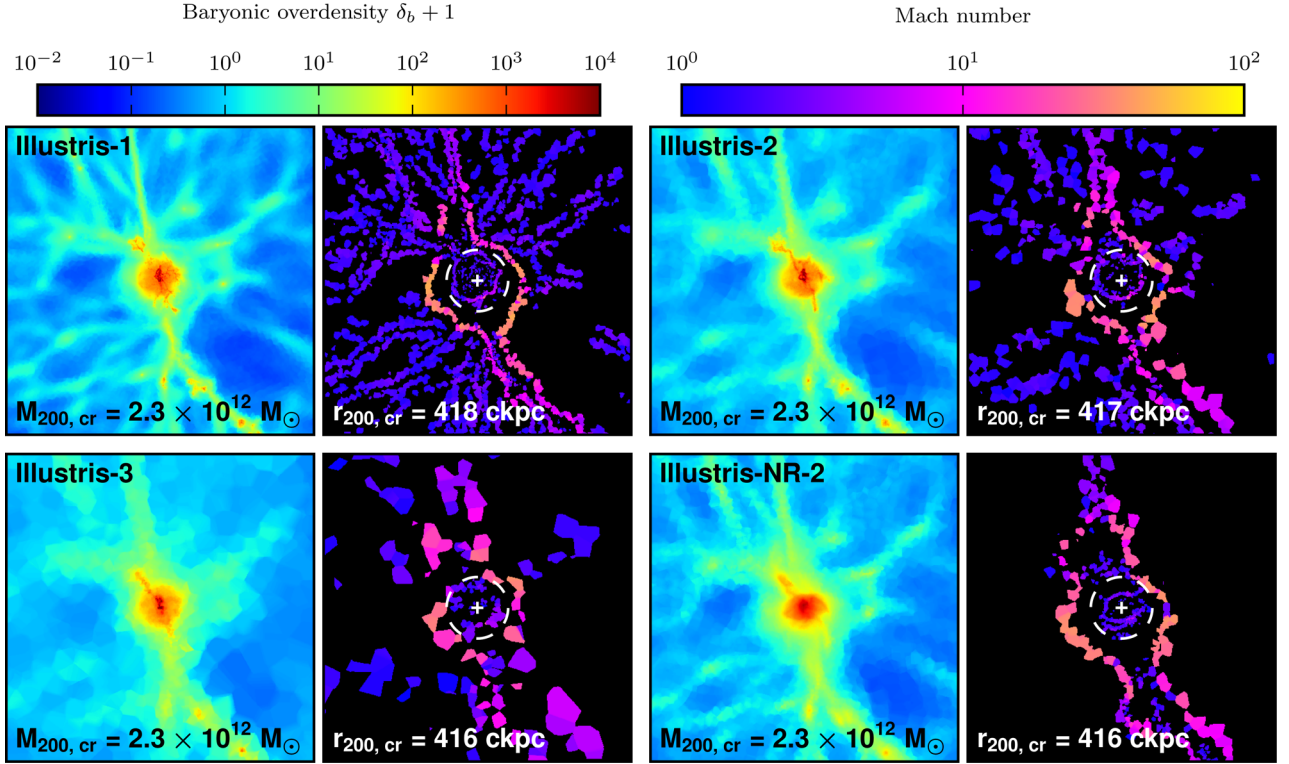 Baryonic overdensity δ_b + 1
Mach number
10^−2 10^−1 10^0 10^1 10^2 10^3 10^4
10^0 10^1 10^2
Illustris-1
M_200, cr = 2.3 × 10^12 M_⊙
r_200, cr = 418 ckpc
Illustris-2
M_200, cr = 2.3 × 10^12 M_⊙
r_200, cr = 417 ckpc
Illustris-3
M_200, cr = 2.3 × 10^12 M_⊙
r_200, cr = 416 ckpc
Illustris-NR-2
M_200, cr = 2.3 × 10^12 M_⊙
r_200, cr = 416 ckpc